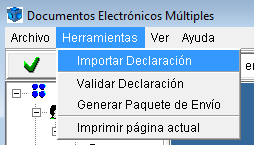 Documentos Electrónicos Múltiples
Archivo Herramientas Ver Ayuda
Importar Declaración
Validar Declaración
Generar Paquete de Envío
Imprimir página actual